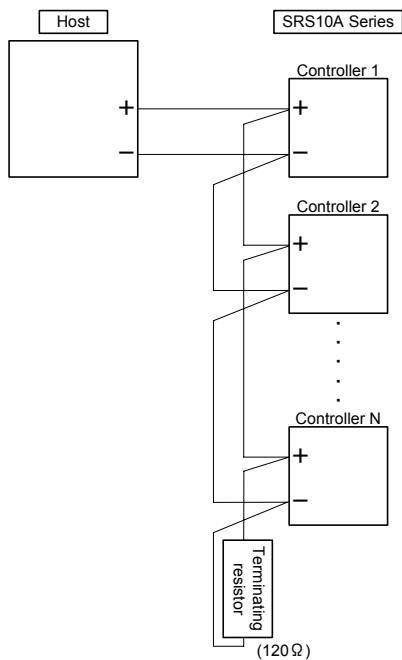 Host
SRS10A Series
Controller 1
+
+
−
−
Controller 2
+
−
Controller N
+
−
Terminating
resistor
(120Ω)